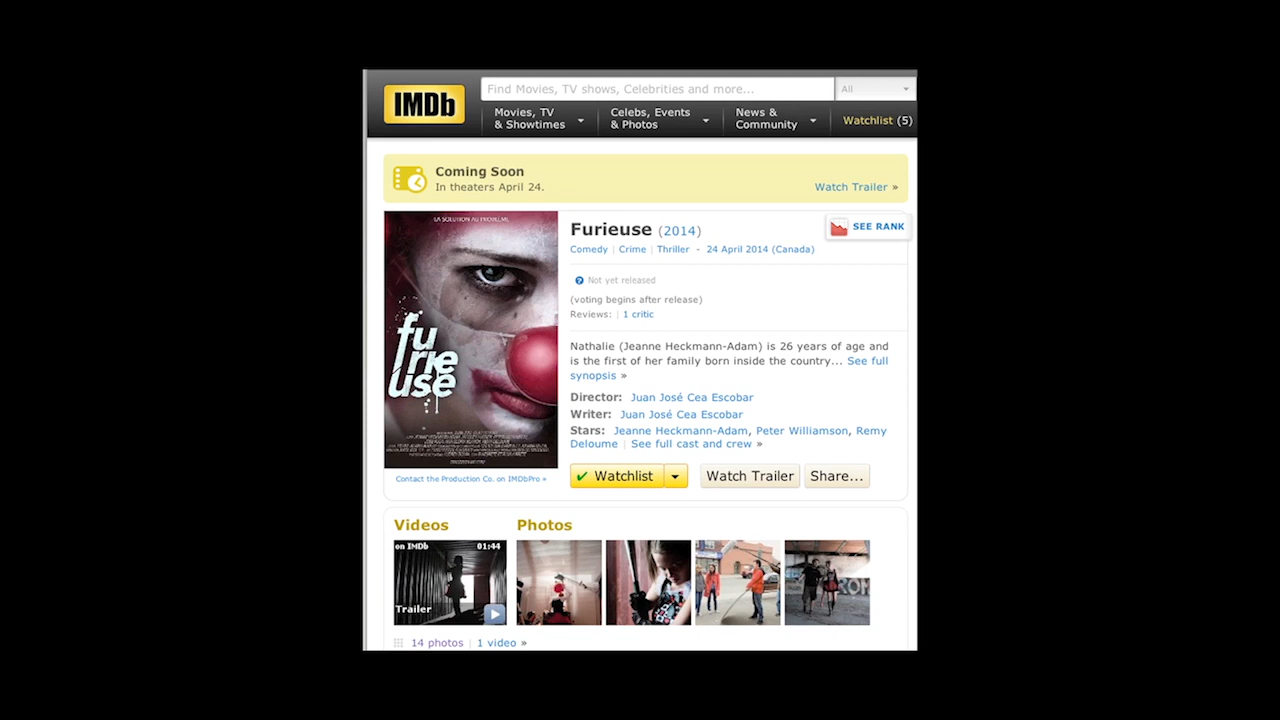 IMDb
Find Movies, TV shows, Celebrities and more...
All
Movies, TV
& Showtimes
Celebs, Events
& Photos
News &
Community
Watchlist (5)
Coming Soon
In theaters April 24.
Watch Trailer »
LA SOLUTION AU PROBLÈME
fu
rie
use
Contact the Production Co. on IMDbPro »
Furieuse (2014)
SEE RANK
Comedy | Crime | Thriller - 24 April 2014 (Canada)
? Not yet released
(voting begins after release)
Reviews: | 1 critic
Nathalie (Jeanne Heckmann-Adam) is 26 years of age and
is the first of her family born inside the country... See full
synopsis »
Director: Juan José Cea Escobar
Writer: Juan José Cea Escobar
Stars: Jeanne Heckmann-Adam, Peter Williamson, Remy
Deloume | See full cast and crew »
Watchlist
Watch Trailer
Share...
Videos
Photos
on IMDb 01:44
Trailer
14 photos | 1 video »